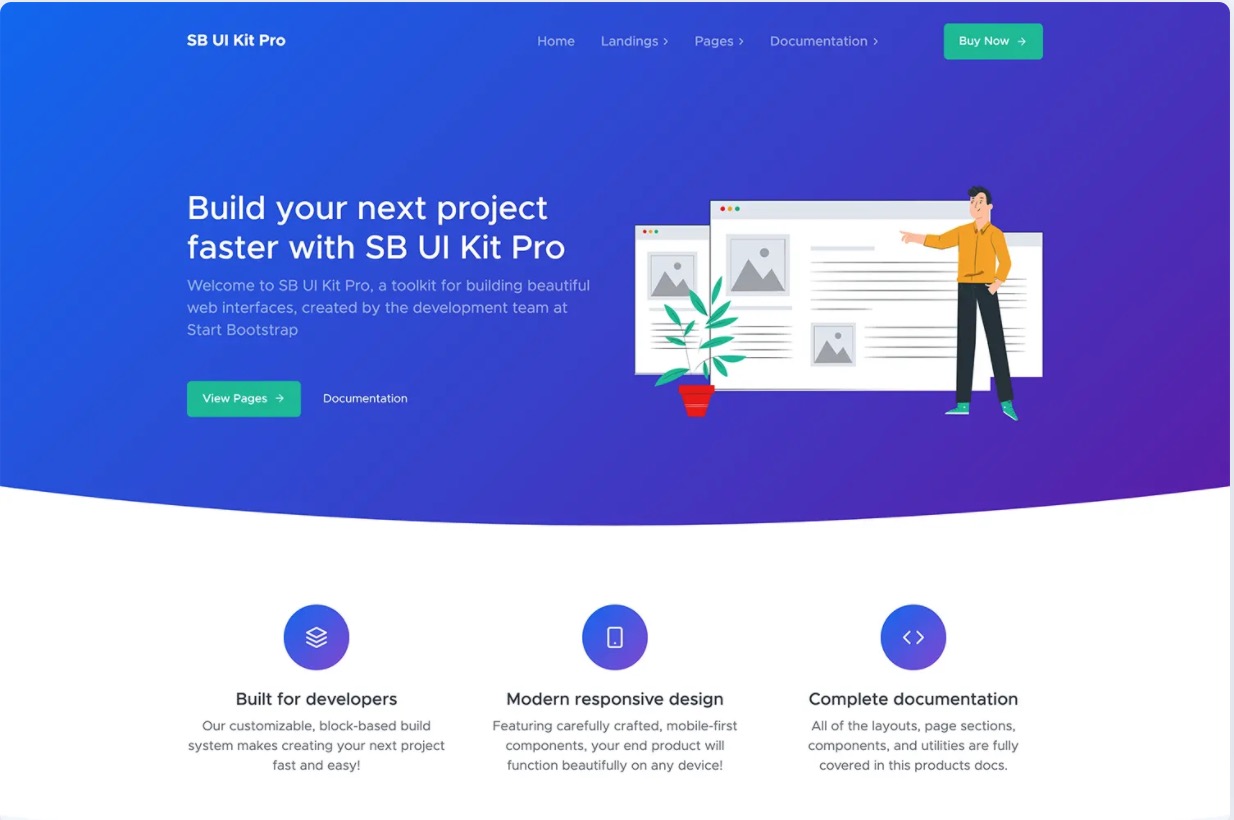 SB UI Kit Pro
Home
Landings
Pages
Documentation
Buy Now
Build your next project
faster with SB UI Kit Pro
Welcome to SB UI Kit Pro, a toolkit for building beautiful
web interfaces, created by the development team at
Start Bootstrap
View Pages
Documentation
Built for developers
Our customizable, block-based build
system makes creating your next project
fast and easy!
Modern responsive design
Featuring carefully crafted, mobile-first
components, your end product will
function beautifully on any device!
Complete documentation
All of the layouts, page sections,
components, and utilities are fully
covered in this products docs.